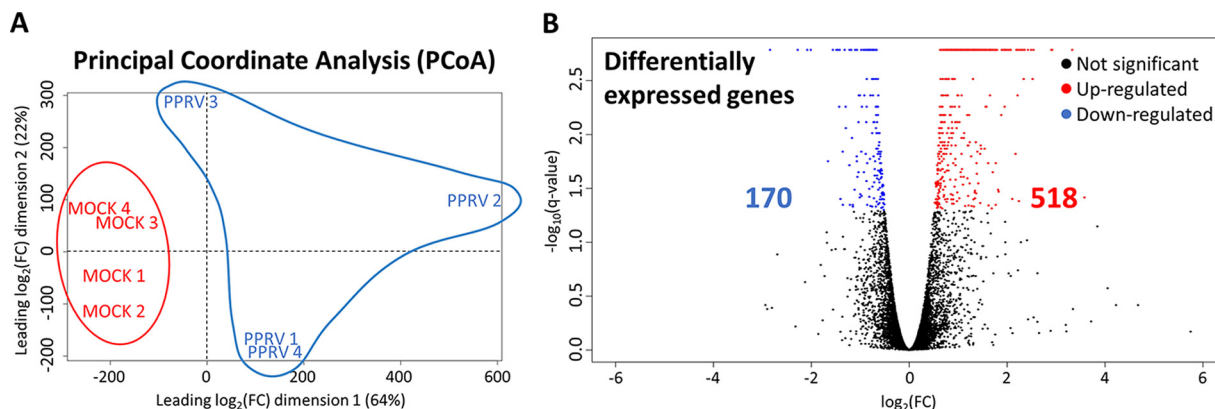 A
Principal Coordinate Analysis (PCoA)
Leading log2(FC) dimension 2 (22%)
300
200
100
0
-100
-200
PPRV 3
PPRV 2
MOCK 4
MOCK 3
MOCK 1
MOCK 2
PPRV 1
PPRV 4
-200
0
200
400
600
Leading log2(FC) dimension 1 (64%)
B
Differentially
expressed genes
Not significant
Up-regulated
Down-regulated
170
518
-log10(q-value)
2.5
2.0
1.5
1.0
0.5
0.0
-6
-4
-2
0
2
4
6
log2(FC)